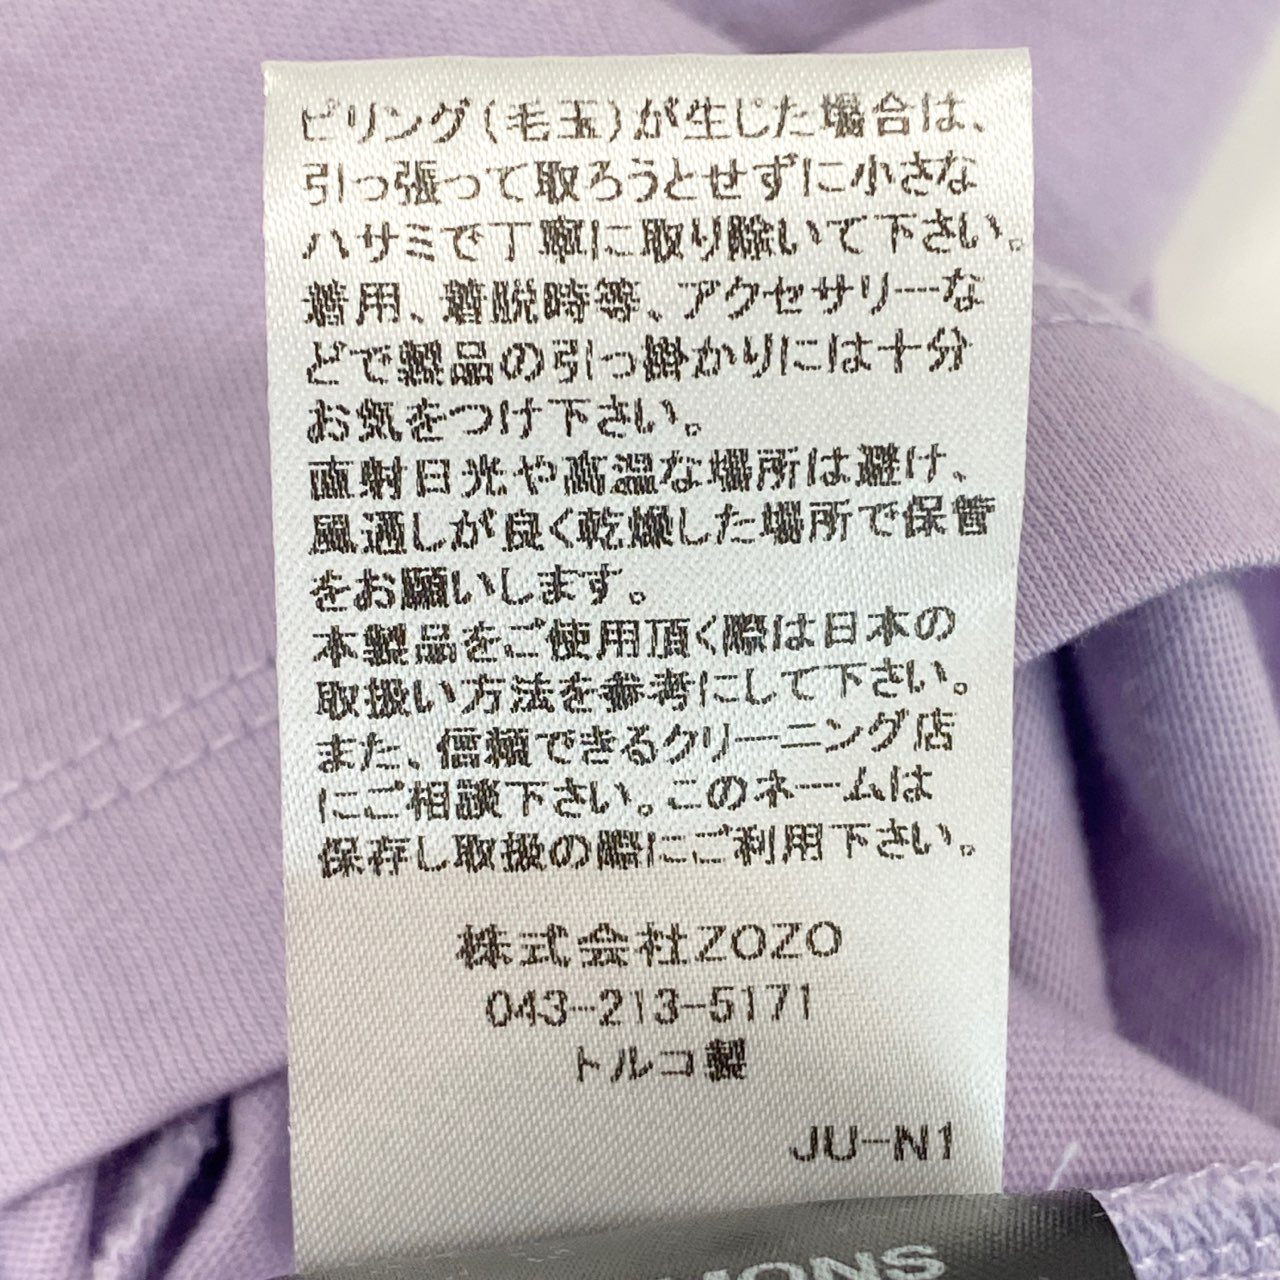 ピリング(毛玉)が生じた場合は、
引っ張って取ろうとせずに小さな
ハサミで丁寧に取り除いて下さい。
着用、着脱時等、アクセサリーな
どで製品の引っ掛かりには十分
お気をつけ下さい。
直射日光や高温な場所は避け、
風通しが良く乾燥した場所で保管
をお願いします。
本製品をご使用頂く際は日本の
取扱い方法を参考にして下さい。
また、信頼できるクリーニング店
にご相談下さい。このネームは
保存し取扱の際にご利用下さい。
株式会社ZOZO
043-213-5171
トルコ製
JU-N1